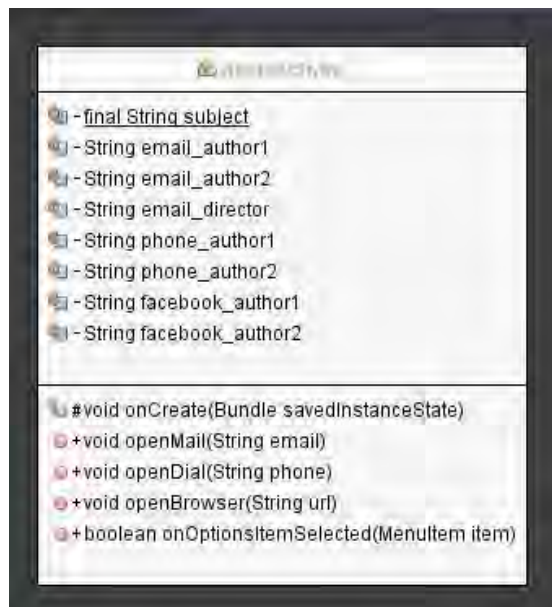 -final String subject
-String email_author1
-String email_author2
-String email_director
-String phone_author1
-String phone_author2
-String facebook_author1
-String facebook_author2
#void onCreate(Bundle savedInstanceState)
+void openMail(String email)
+void openDial(String phone)
+void openBrowser(String url)
+boolean onOptionsItemSelected(MenuItem item)